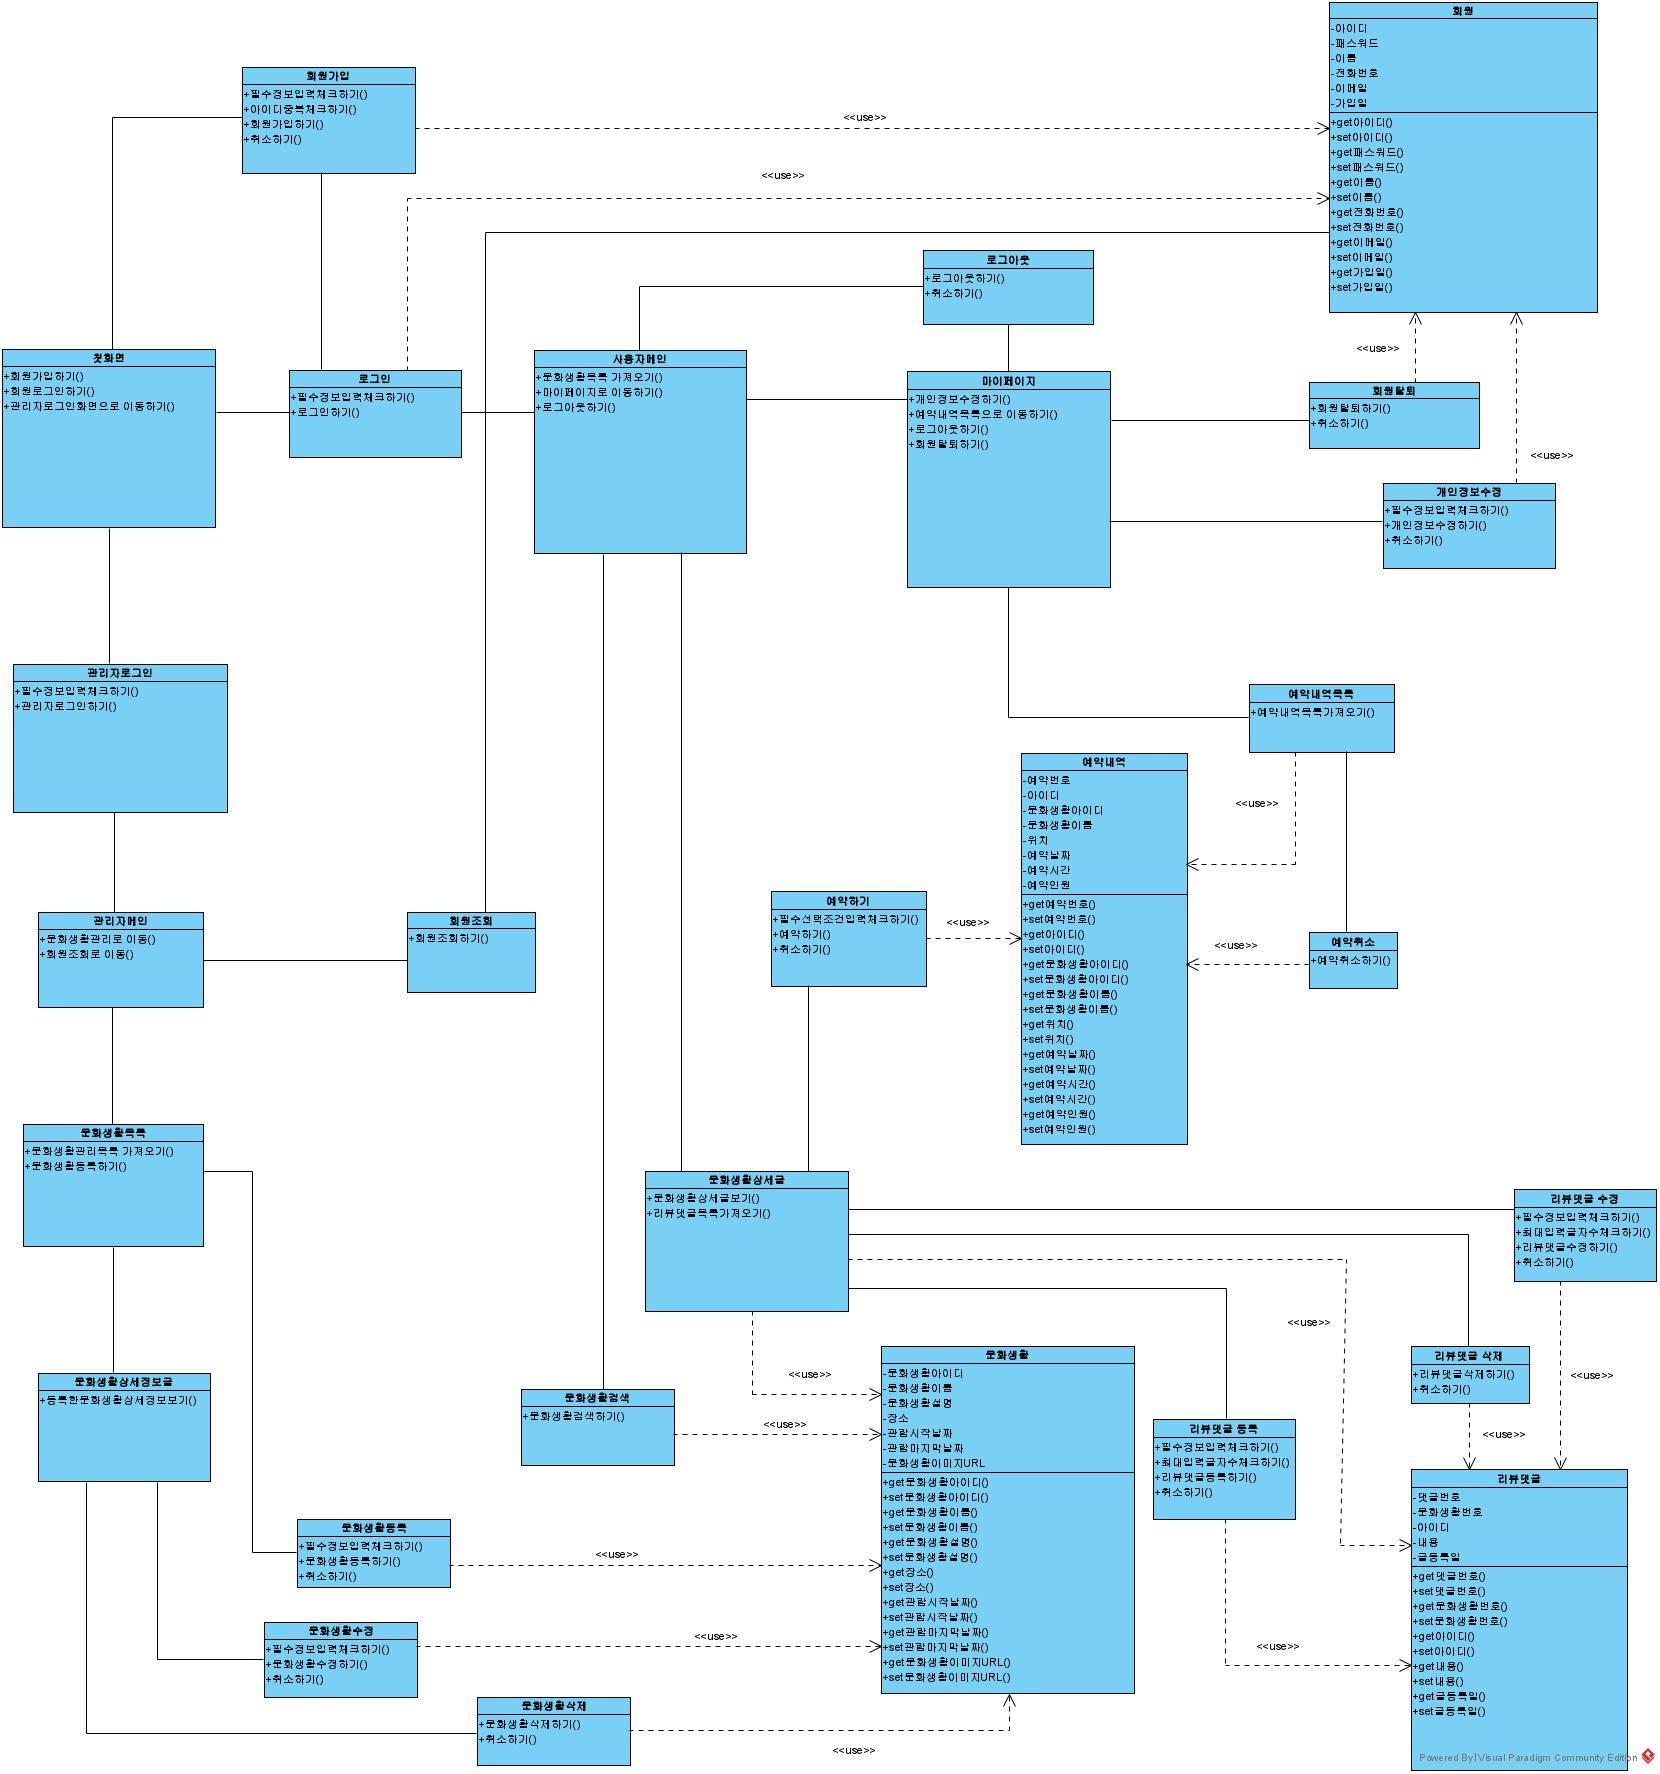 회원
-아이디
-패스워드
-이름
-전화번호
-이메일
-가입일
+get아이디()
+set아이디()
+get패스워드()
+set패스워드()
+get이름()
+set이름()
+get전화번호()
+set전화번호()
+get이메일()
+set이메일()
+get가입일()
+set가입일()
회원가입
+필수정보입력체크하기()
+아이디중복체크하기()
+회원가입하기()
+취소하기()
<<use>>
<<use>>
로그아웃
+로그아웃하기()
+취소하기()
첫화면
+회원가입하기()
+회원로그인하기()
+관리자로그인화면으로 이동하기()
로그인
+필수정보입력체크하기()
+로그인하기()
사용자메인
+문화생활목록 가져오기()
+마이페이지로 이동하기()
+로그아웃하기()
마이페이지
+개인정보수정하기()
+예약내역목록으로 이동하기()
+로그아웃하기()
+회원탈퇴하기()
<<use>>
회원탈퇴
+회원탈퇴하기()
+취소하기()
<<use>>
개인정보수정
+필수정보입력체크하기()
+개인정보수정하기()
+취소하기()
관리자로그인
+필수정보입력체크하기()
+관리자로그인하기()
예약내역목록
+예약내역목록가져오기()
예약내역
-예약번호
-아이디
-문화생활아이디
-문화생활이름
-위치
-예약날짜
-예약시간
-예약인원
+get예약번호()
+set예약번호()
+get아이디()
+set아이디()
+get문화생활아이디()
+set문화생활아이디()
+get문화생활이름()
+set문화생활이름()
+get위치()
+set위치()
+get예약날짜()
+set예약날짜()
+get예약시간()
+set예약시간()
+get예약인원()
+set예약인원()
<<use>>
예약하기
+필수선택조건입력체크하기()
+예약하기()
+취소하기()
<<use>>
<<use>>
예약취소
+예약취소하기()
관리자메인
+문화생활관리로 이동()
+회원조회로 이동()
회원조회
+회원조회하기()
문화생활목록
+문화생활관리목록 가져오기()
+문화생활등록하기()
문화생활상세글
+문화생활상세글보기()
+리뷰댓글목록가져오기()
리뷰댓글 수정
+필수정보입력체크하기()
+최대입력글자수체크하기()
+리뷰댓글수정하기()
+취소하기()
<<use>>
문화생활상세정보글
+등록한문화생활상세정보보기()
<<use>>
문화생활검색
+문화생활검색하기()
<<use>>
문화생활
-문화생활아이디
-문화생활이름
-문화생활설명
-장소
-관람시작날짜
-관람마지막날짜
-문화생활이미지URL
+get문화생활아이디()
+set문화생활아이디()
+get문화생활이름()
+set문화생활이름()
+get문화생활설명()
+set문화생활설명()
+get장소()
+set장소()
+get관람시작날짜()
+set관람시작날짜()
+get관람마지막날짜()
+set관람마지막날짜()
+get문화생활이미지URL()
+set문화생활이미지URL()
리뷰댓글 삭제
+리뷰댓글삭제하기()
+취소하기()
<<use>>
<<use>>
리뷰댓글 등록
+필수정보입력체크하기()
+최대입력글자수체크하기()
+리뷰댓글등록하기()
+취소하기()
<<use>>
리뷰댓글
-댓글번호
-문화생활번호
-아이디
-내용
-글등록일
+get댓글번호()
+set댓글번호()
+get문화생활번호()
+set문화생활번호()
+get아이디()
+set아이디()
+get내용()
+set내용()
+get글등록일()
+set글등록일()
문화생활등록
+필수정보입력체크하기()
+문화생활등록하기()
+취소하기()
<<use>>
문화생활수정
+필수정보입력체크하기()
+문화생활수정하기()
+취소하기()
<<use>>
문화생활삭제
+문화생활삭제하기()
+취소하기()
<<use>>
Powered By Visual Paradigm Community Edition